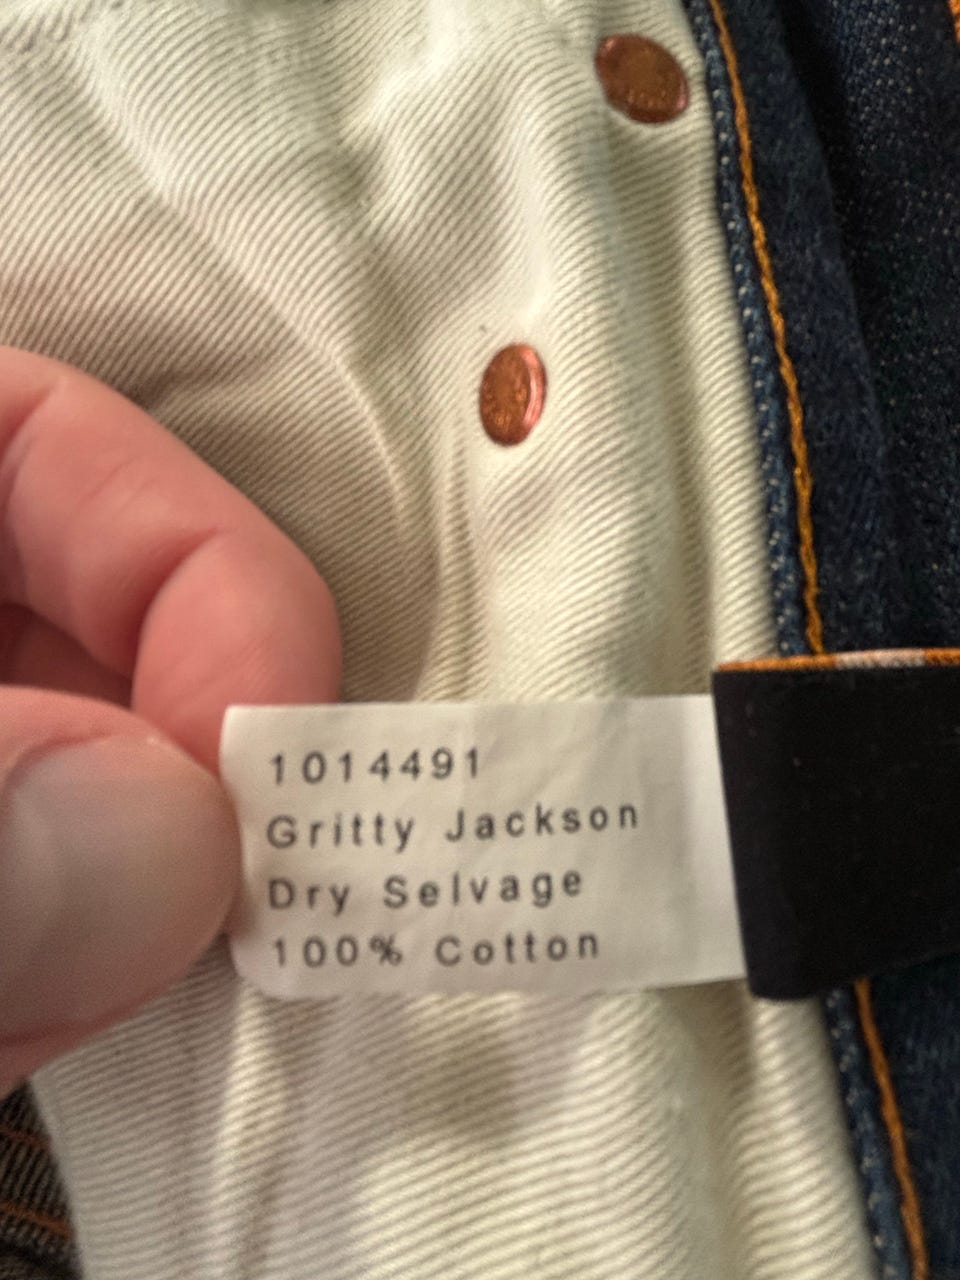 1014491
Gritty Jackson
Dry Selvage
100% Cotton